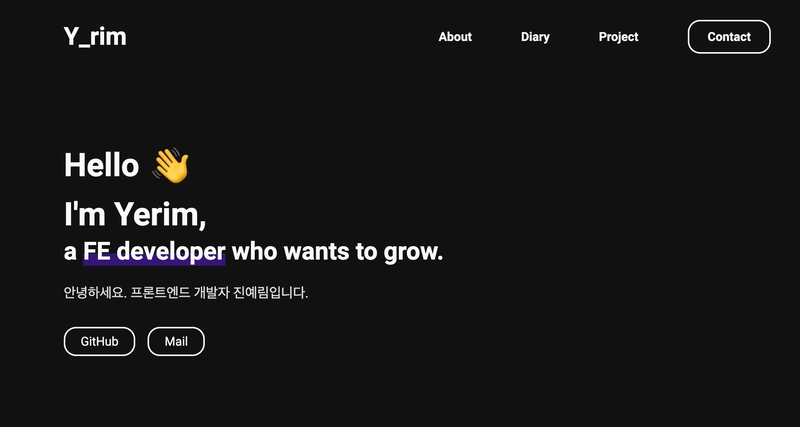 Y_rim
About Diary Project Contact
Hello 👋
I'm Yerim,
a FE developer who wants to grow.
안녕하세요. 프론트엔드 개발자 진예림입니다.
GitHub Mail